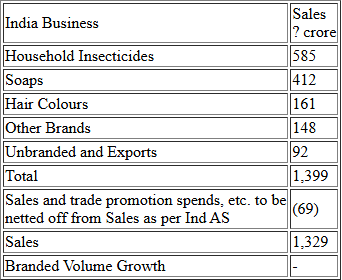 India Business
Sales
? crore
Household Insecticides 585
Soaps 412
Hair Colours 161
Other Brands 148
Unbranded and Exports 92
Total 1,399
Sales and trade promotion spends, etc. to be
netted off from Sales as per Ind AS
(69)
Sales 1,329
Branded Volume Growth -